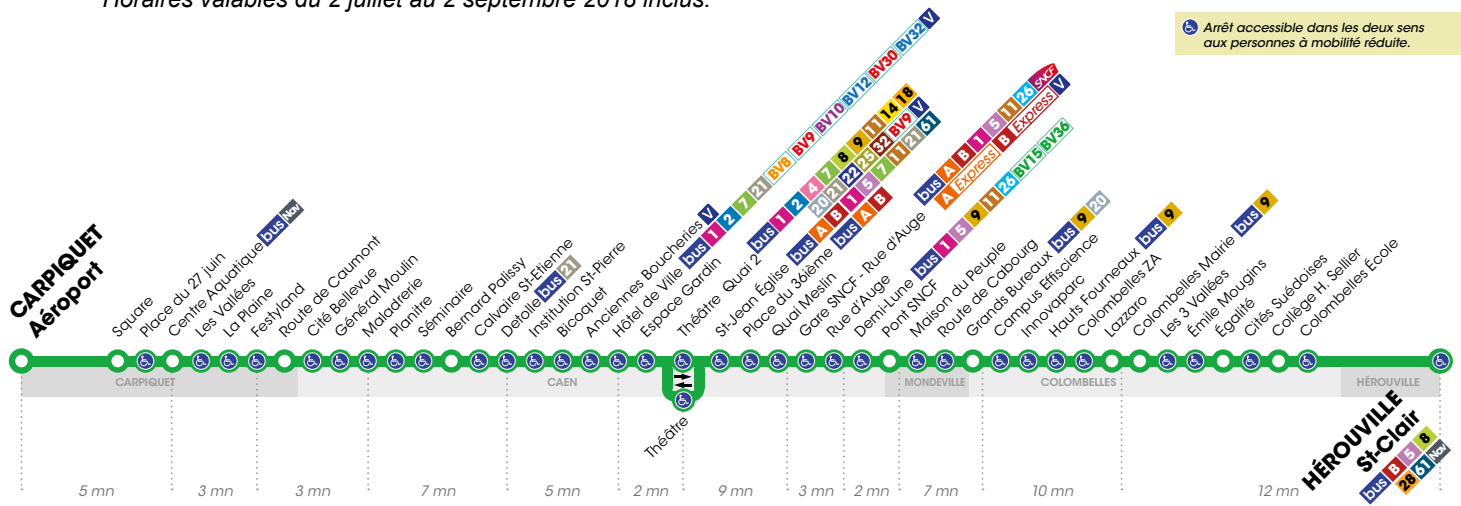 Horaires valables du 2 juillet au 2 septembre 2018 inclus.
Arrêt accessible dans les deux sens
aux personnes à mobilité réduite.
CARPIQUET
Aéroport
Square
Place du 27 juin
Centre Aquatique bus Nav
Les Vallées
La Plaine
Festyland
Route de Caumont
Cité Bellevue
Général Moulin
Maladrerie
Planitre
Séminaire
Bernard Palissy
Calvaire St-Etienne
Detolle bus 21
Institution St-Pierre
Bicoquet
Anciennes Boucheries V
Hôtel de Ville bus 1 2 7 21 BV8 BV9 BV10 BV12 BV30 BV32 V
Espace Gardin
Théâtre Quai 2 bus 1 2 4 7 8 9 11 14 18
20 21 22 25 32 BV9 V
St-Jean Église bus A B 1 5 7 11 21 61
Place du 36ième bus A B
Quai Meslin
Gare SNCF - Rue d'Auge bus A B 1 5 11 26 SNCF
A Express B Express V
Rue d'Auge
Demi-Lune bus 1 5 9 11 26 BV15 BV36
Pont SNCF
Maison du Peuple
Route de Cabourg
Grands Bureaux bus 9 20
Campus Effiscience
Innovaparc
Hauts Fourneaux bus 9
Colombelles ZA
Lazzaro
Colombelles Mairie bus 9
Les 3 Vallées
Émile Mougins
Égalité
Cités Suédoises
Collège H. Sellier
Colombelles École
CARPIQUET
CAEN
MONDEVILLE
COLOMBELLES
HÉROUVILLE
Théâtre
HÉROUVILLE
St-Clair
bus B 5 8
28 61 Nav
5 mn
3 mn
3 mn
7 mn
5 mn
2 mn
9 mn
3 mn
2 mn
7 mn
10 mn
12 mn